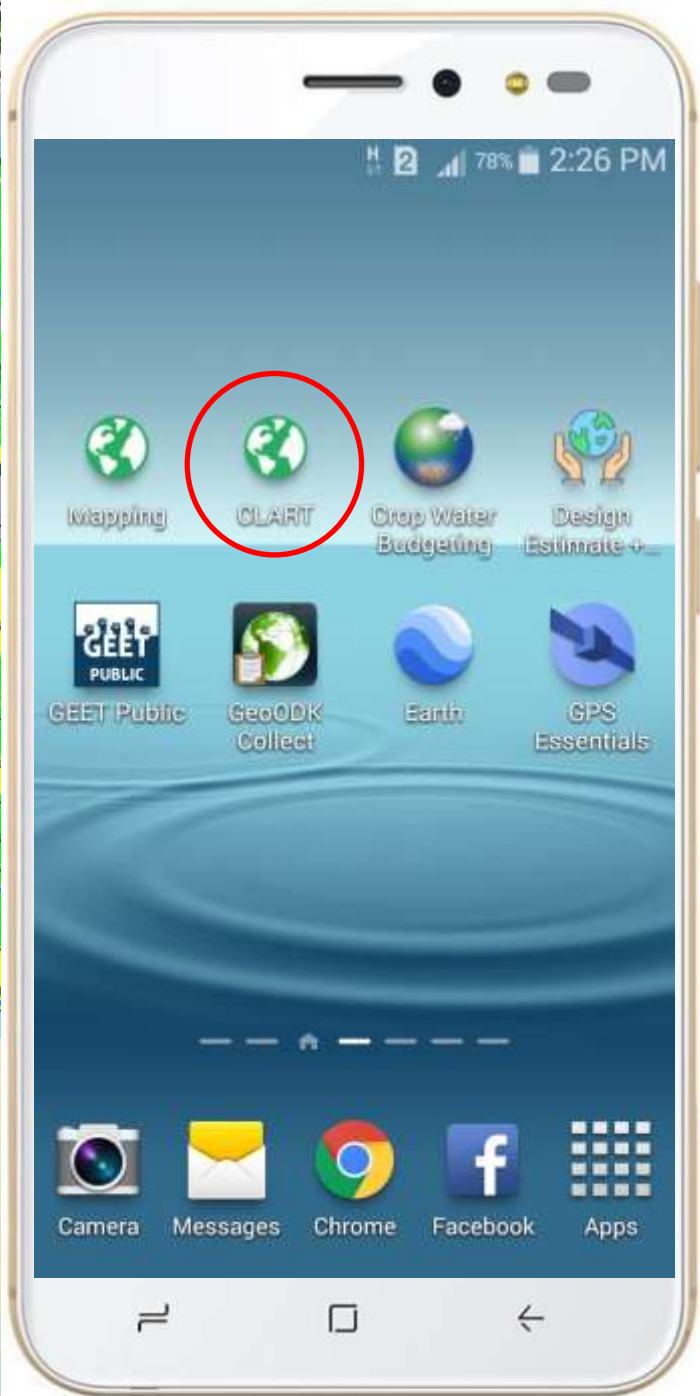 H 2 78% 2:26 PM
Mapping CLART Crop Water Design
Budgeting Estimate +...
GEET
PUBLIC
GEET Public GeoODK Earth GPS
Collect Essentials
Camera Messages Chrome Facebook Apps